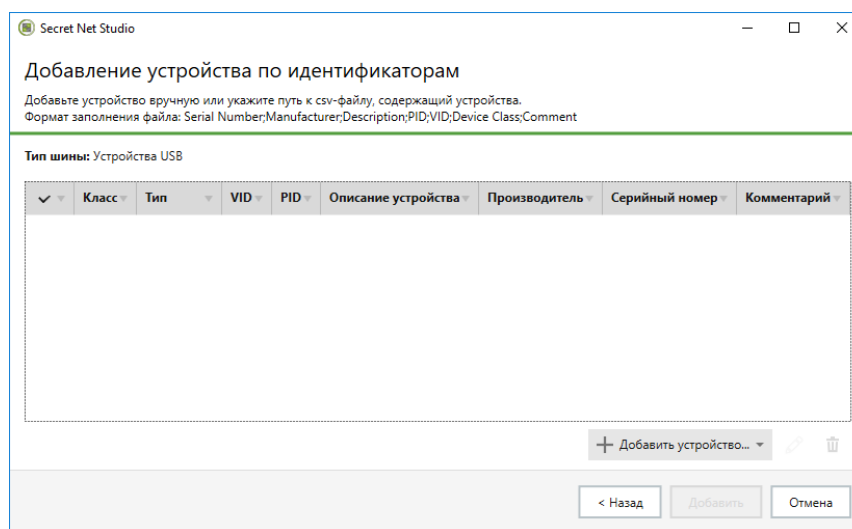 Secret Net Studio
Добавление устройства по идентификаторам
Добавьте устройство вручную или укажите путь к csv-файлу, содержащий устройства.
Формат заполнения файла: Serial Number;Manufacturer;Description;PID;VID;Device Class;Comment
Тип шины: Устройства USB
Класс Тип VID PID Описание устройства Производитель Серийный номер Комментарий
Добавить устройство...
< Назад Добавить Отмена